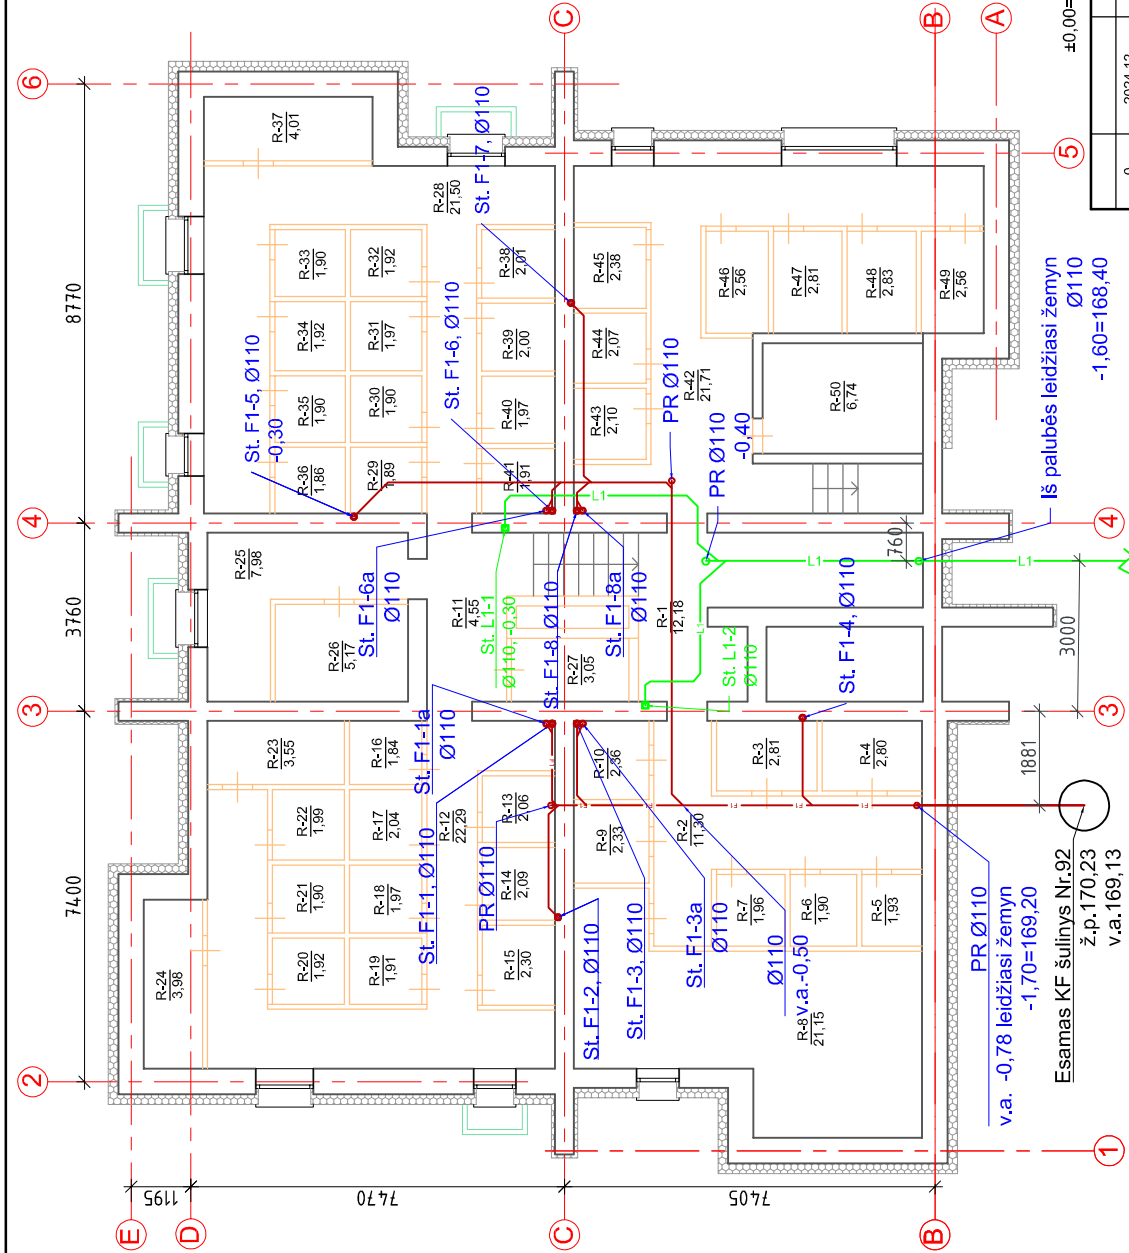 6
8770
4
3760
3
7400
2
E
D
C
B
1195
7470
7405
C
B
A
5
4
3
1
±0,00=
0
R-37
4,01
R-28
21,50
St. F1-7, Ø110
R-33
1,90
R-32
1,92
R-38
2,01
R-34
1,92
R-31
1,97
R-39
2,00
R-35
1,90
R-30
1,90
R-40
1,97
R-36
1,86
R-29
1,89
R-41
1,91
St. F1-5, Ø110
-0,30
St. F1-6, Ø110
R-45
2,38
R-44
2,07
R-43
2,10
R-46
2,56
R-47
2,81
R-48
2,83
R-49
2,56
R-42
21,71
R-50
6,74
PR Ø110
PR Ø110
-0,40
Iš palubės leidžiasi žemyn
Ø110
-1,60=168,40
R-25
7,98
R-26
5,17
St. F1-6a
Ø110
R-11
4,55
St. L1-1
Ø110, -0,30
St. F1-8, Ø110
R-27
3,05
St. F1-8a
Ø110
R-1
12,18
St. L1-2
Ø110
St. F1-4, Ø110
L1
L1
L1
L1
760
3000
1881
R-23
3,55
R-16
1,84
St. F1-1a
Ø110
R-22
1,99
R-17
2,04
R-12
22,29
R-13
2,06
R-21
1,90
R-18
1,97
St. F1-1, Ø110
PR Ø110
R-14
2,09
R-20
1,92
R-19
1,91
R-15
2,30
R-24
3,98
R-10
2,36
R-9
2,33
R-2
11,30
R-3
2,81
R-4
2,80
R-7
1,96
R-6
1,90
R-5
1,93
R-8
21,15
St. F1-2, Ø110
St. F1-3, Ø110
St. F1-3a
Ø110
Ø110
v.a.-0,50
F1
F1
F1
F1
F1
PR Ø110
v.a. -0,78 leidžiasi žemyn
-1,70=169,20
Esamas KF šulinys Nr.92
ž.p.170,23
v.a.169,13